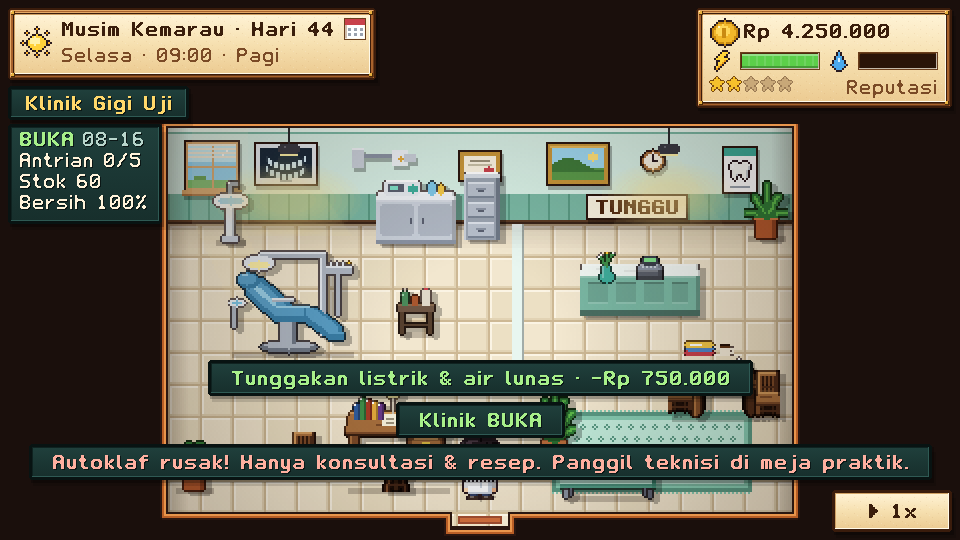 Musim Kemarau · Hari 44
Selasa · 09:00 · Pagi
Rp 4.250.000
Reputasi
Klinik Gigi Uji
BUKA 08-16
Antrian 0/5
Stok 60
Bersih 100%
TUNGGU
Tunggakan listrik & air lunas · -Rp 750.000
Klinik BUKA
Autoklaf rusak! Hanya konsultasi & resep. Panggil teknisi di meja praktik.
1x